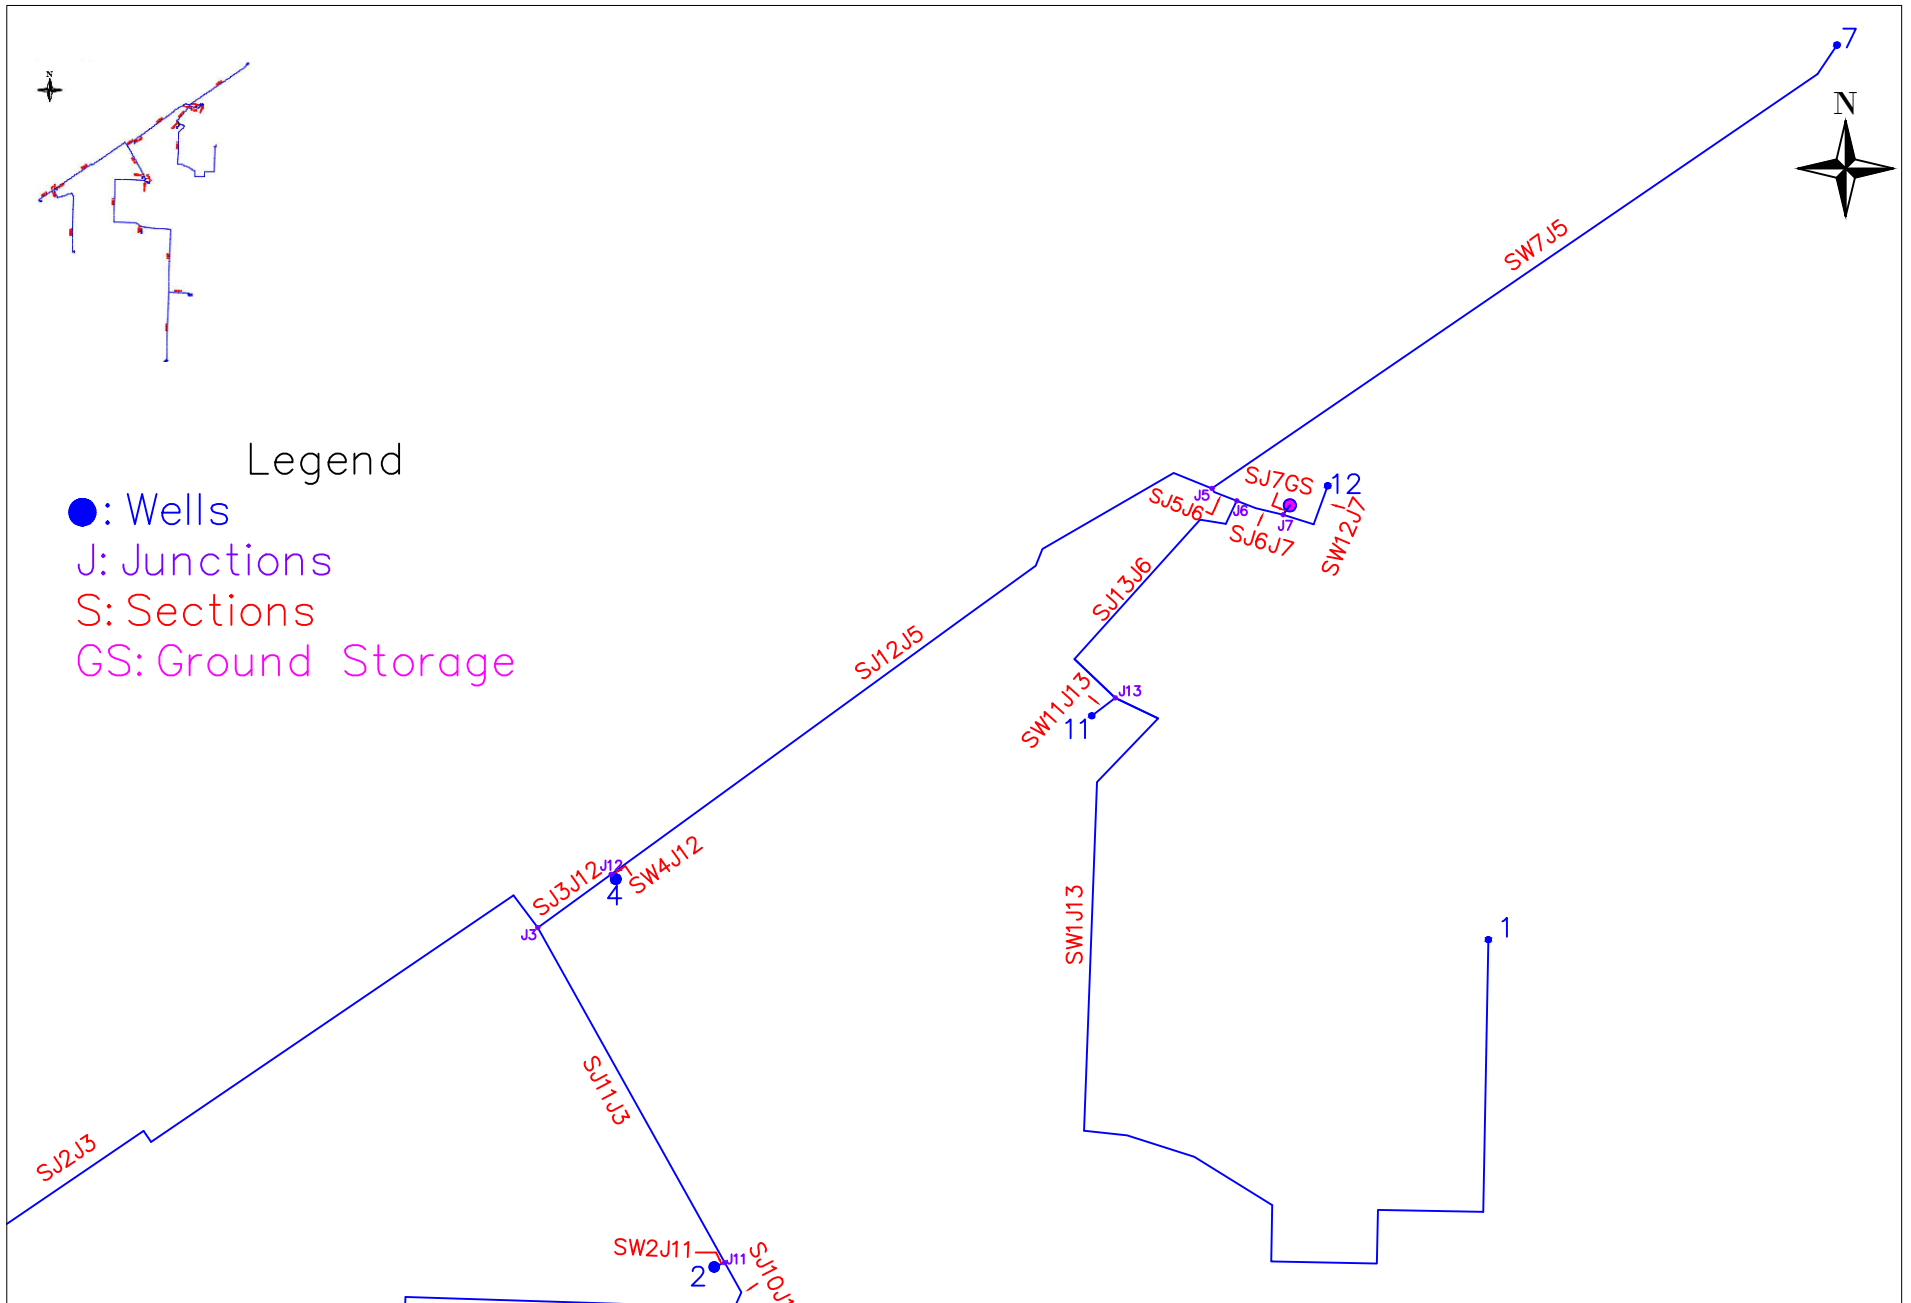 7
N
N
SW7J5
Legend
: Wells
J: Junctions
S: Sections
GS: Ground Storage
SJ7GS
12
J5
SJ5J6
J6
J7
SJ6J7
SW12J7
SJ13J6
SJ12J5
J13
SW11J13
11
J12
SJ3J12
SW4J12
4
J3
SW1J13
1
SJ11J3
SJ2J3
SW2J11
J11
2